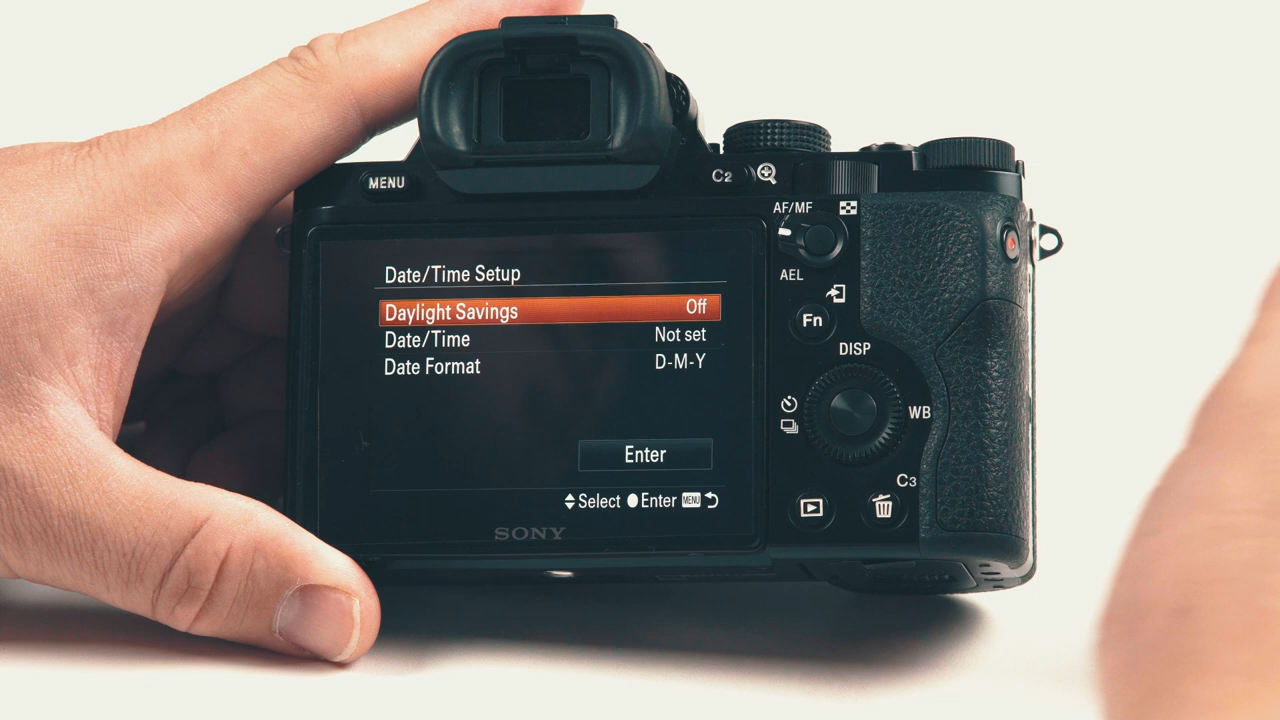 MENU
C2
AF/MF
AEL
Fn
DISP
WB
C3
Date/Time Setup
Daylight Savings Off
Date/Time Not set
Date Format D-M-Y
Enter
Select Enter MENU
SONY